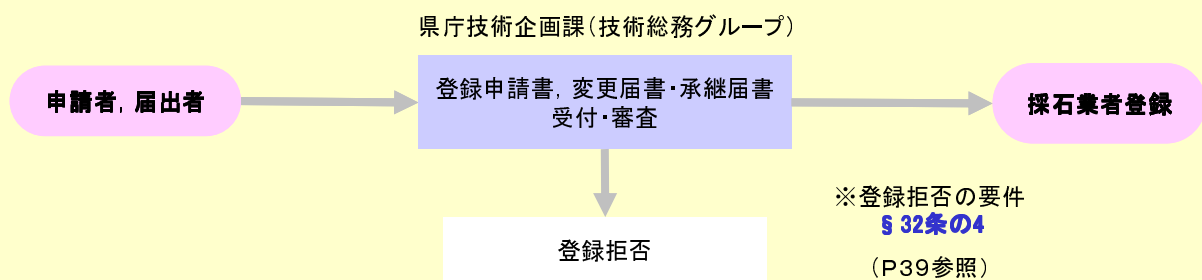 県庁技術企画課（技術総務グループ）
申請者，届出者
登録申請書，変更届書・承継届書
受付・審査
採石業者登録
※登録拒否の要件
§32条の4
（P39参照）
登録拒否